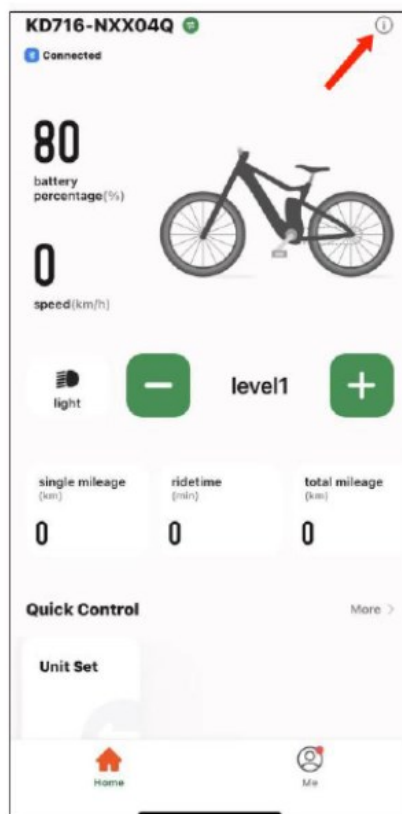 KD716-NXX04Q
Connected
80
battery
percentage(%)
0
speed(km/h)
light
level1
single mileage
(km)
0
ridetime
(min)
0
total mileage
(km)
0
Quick Control
More >
Unit Set
Home
Me